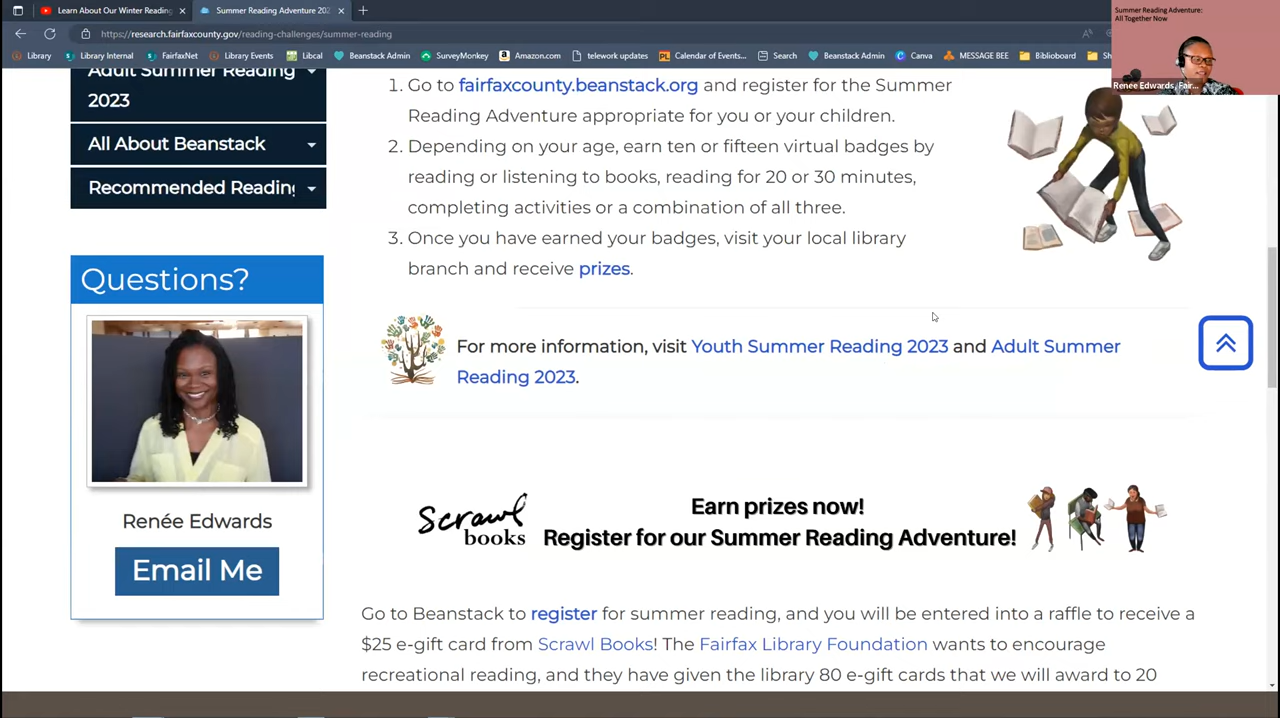 Learn About Our Winter Reading
Summer Reading Adventure 202
https://research.fairfaxcounty.gov/reading-challenges/summer-reading
Library
Library Internal
FairfaxNet
Library Events
Libcal
Beanstack Admin
SurveyMonkey
Amazon.com
telework updates
Calendar of Events...
Search
Beanstack Admin
Canva
MESSAGE BEE
Biblioboard
Sh
Summer Reading Adventure:
All Together Now
Renée Edwards, Fair...
Adult Summer Reading
2023
All About Beanstack
Recommended Reading
Questions?
Renée Edwards
Email Me
1. Go to fairfaxcounty.beanstack.org and register for the Summer
Reading Adventure appropriate for you or your children.
2. Depending on your age, earn ten or fifteen virtual badges by
reading or listening to books, reading for 20 or 30 minutes,
completing activities or a combination of all three.
3. Once you have earned your badges, visit your local library
branch and receive prizes.
For more information, visit Youth Summer Reading 2023 and Adult Summer
Reading 2023.
Scrawl
books
Earn prizes now!
Register for our Summer Reading Adventure!
Go to Beanstack to register for summer reading, and you will be entered into a raffle to receive a
$25 e-gift card from Scrawl Books! The Fairfax Library Foundation wants to encourage
recreational reading, and they have given the library 80 e-gift cards that we will award to 20